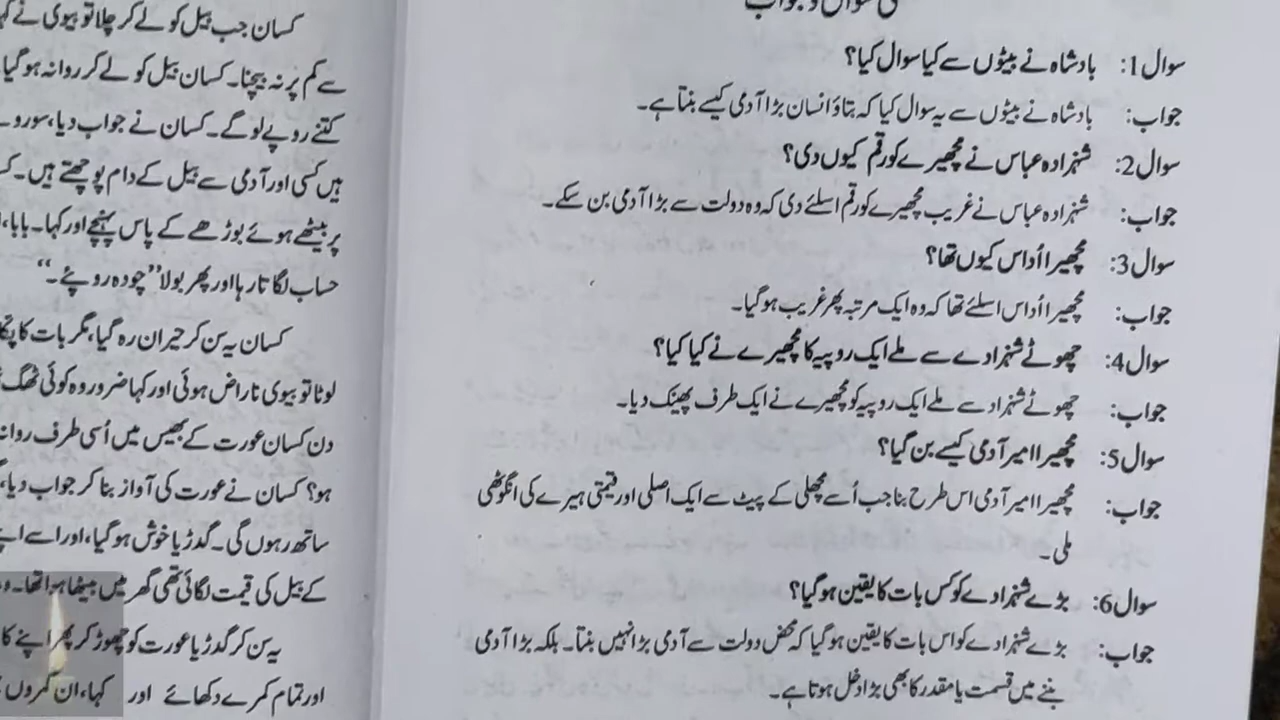 سوال و جواب
سوال 1: بادشاہ نے بیٹوں سے کیا سوال کیا؟
جواب: بادشاہ نے بیٹوں سے یہ سوال کیا کہ بتاؤ انسان بڑا آدمی کیسے بنتا ہے۔
سوال 2: شہزادہ عباس نے مچھیرے کو رقم کیوں دی؟
جواب: شہزادہ عباس نے غریب مچھیرے کو رقم اسلئے دی کہ وہ دولت سے بڑا آدمی بن سکے۔
سوال 3: مچھیرا اُداس کیوں تھا؟
جواب: مچھیرا اُداس اسلئے تھا کہ وہ ایک مرتبہ پھر غریب ہو گیا۔
سوال 4: چھوٹے شہزادے سے ملے ایک روپیہ کا مچھیرے نے کیا کیا؟
جواب: چھوٹے شہزادے سے ملے ایک روپیہ کو مچھیرے نے ایک طرف پھینک دیا۔
سوال 5: مچھیرا امیر آدمی کیسے بن گیا؟
جواب: مچھیرا امیر آدمی اس طرح بنا جب اُسے مچھلی کے پیٹ سے ایک اصلی اور قیمتی ہیرے کی انگوٹھی
ملی۔
سوال 6: بڑے شہزادے کو کس بات کا یقین ہو گیا؟
جواب: بڑے شہزادے کو اس بات کا یقین ہو گیا کہ محض دولت سے آدمی بڑا نہیں بنتا۔ بلکہ بڑا آدمی
بننے میں قسمت یا مقدر کا بھی بڑا دخل ہوتا ہے۔
کسان جب بیل کو لے کر چلا تو بیوی نے
سے کم پر نہ بیچنا۔ کسان بیل کو لے کر روانہ ہو گیا
کتنے روپے لو گے۔ کسان نے جواب دیا، سو رو
ہیں کسی اور آدمی سے بیل کے دام پوچھتے ہیں۔
پر بیٹھے ہوئے بوڑھے کے پاس پہنچے اور کہا۔ بابا،
حساب لگاتا رہا اور پھر بولا ”چودہ روپئے۔“
کسان یہ سن کر حیران رہ گیا، مگر بات کا
لوٹا تو بیوی ناراض ہوئی اور کہا ضرور وہ کوئی ٹھگ
دن کسان عورت کے بھیس میں اُسی طرف
ہو؟ کسان نے عورت کی آواز بنا کر جواب دیا،
ساتھ رہوں گی۔ گدڑیا خوش ہو گیا، اور اسے
کے بیل کی قیمت لگائی تھی گھر میں بیٹھا ہوا تھا۔
یہ سن کر گدڑیا عورت کو چھوڑ کر پھر اپنے
اور تمام کمرے دکھائے اور کہا، ان کمروں